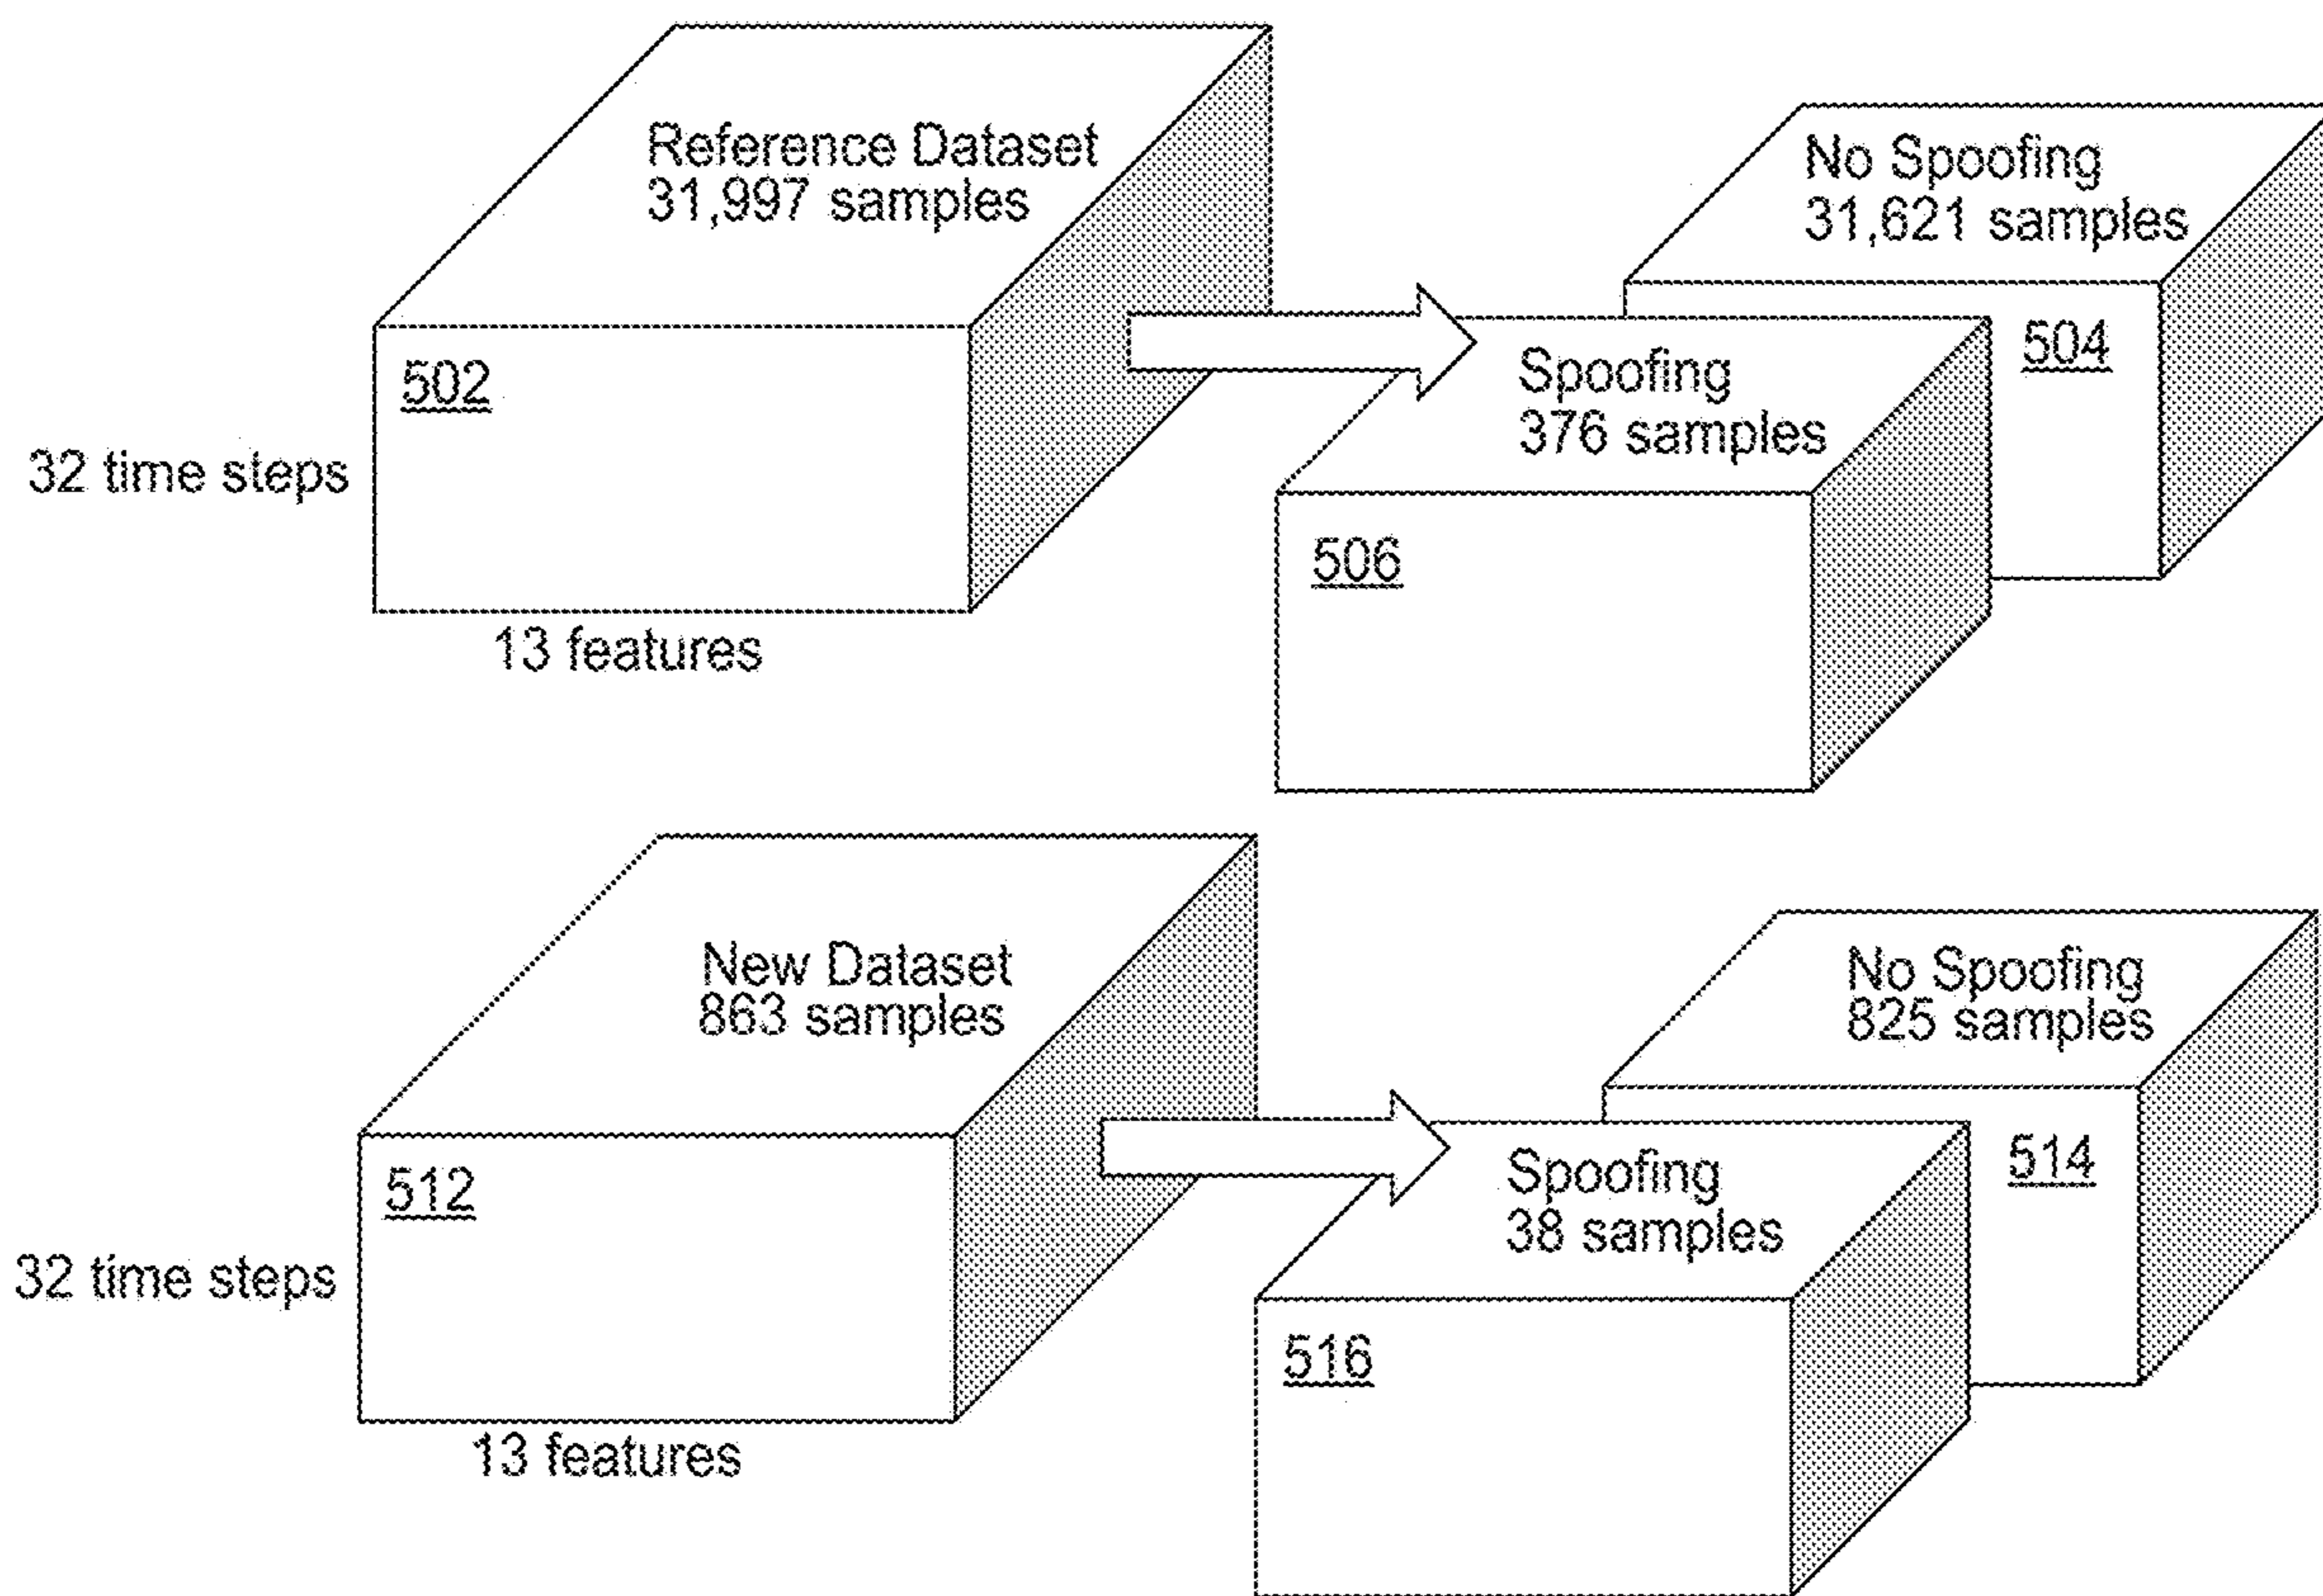 Reference Dataset
31,997 samples
502
32 time steps
13 features
No Spoofing
31,621 samples
504
Spoofing
376 samples
506
New Dataset
863 samples
512
32 time steps
13 features
No Spoofing
825 samples
514
Spoofing
38 samples
516